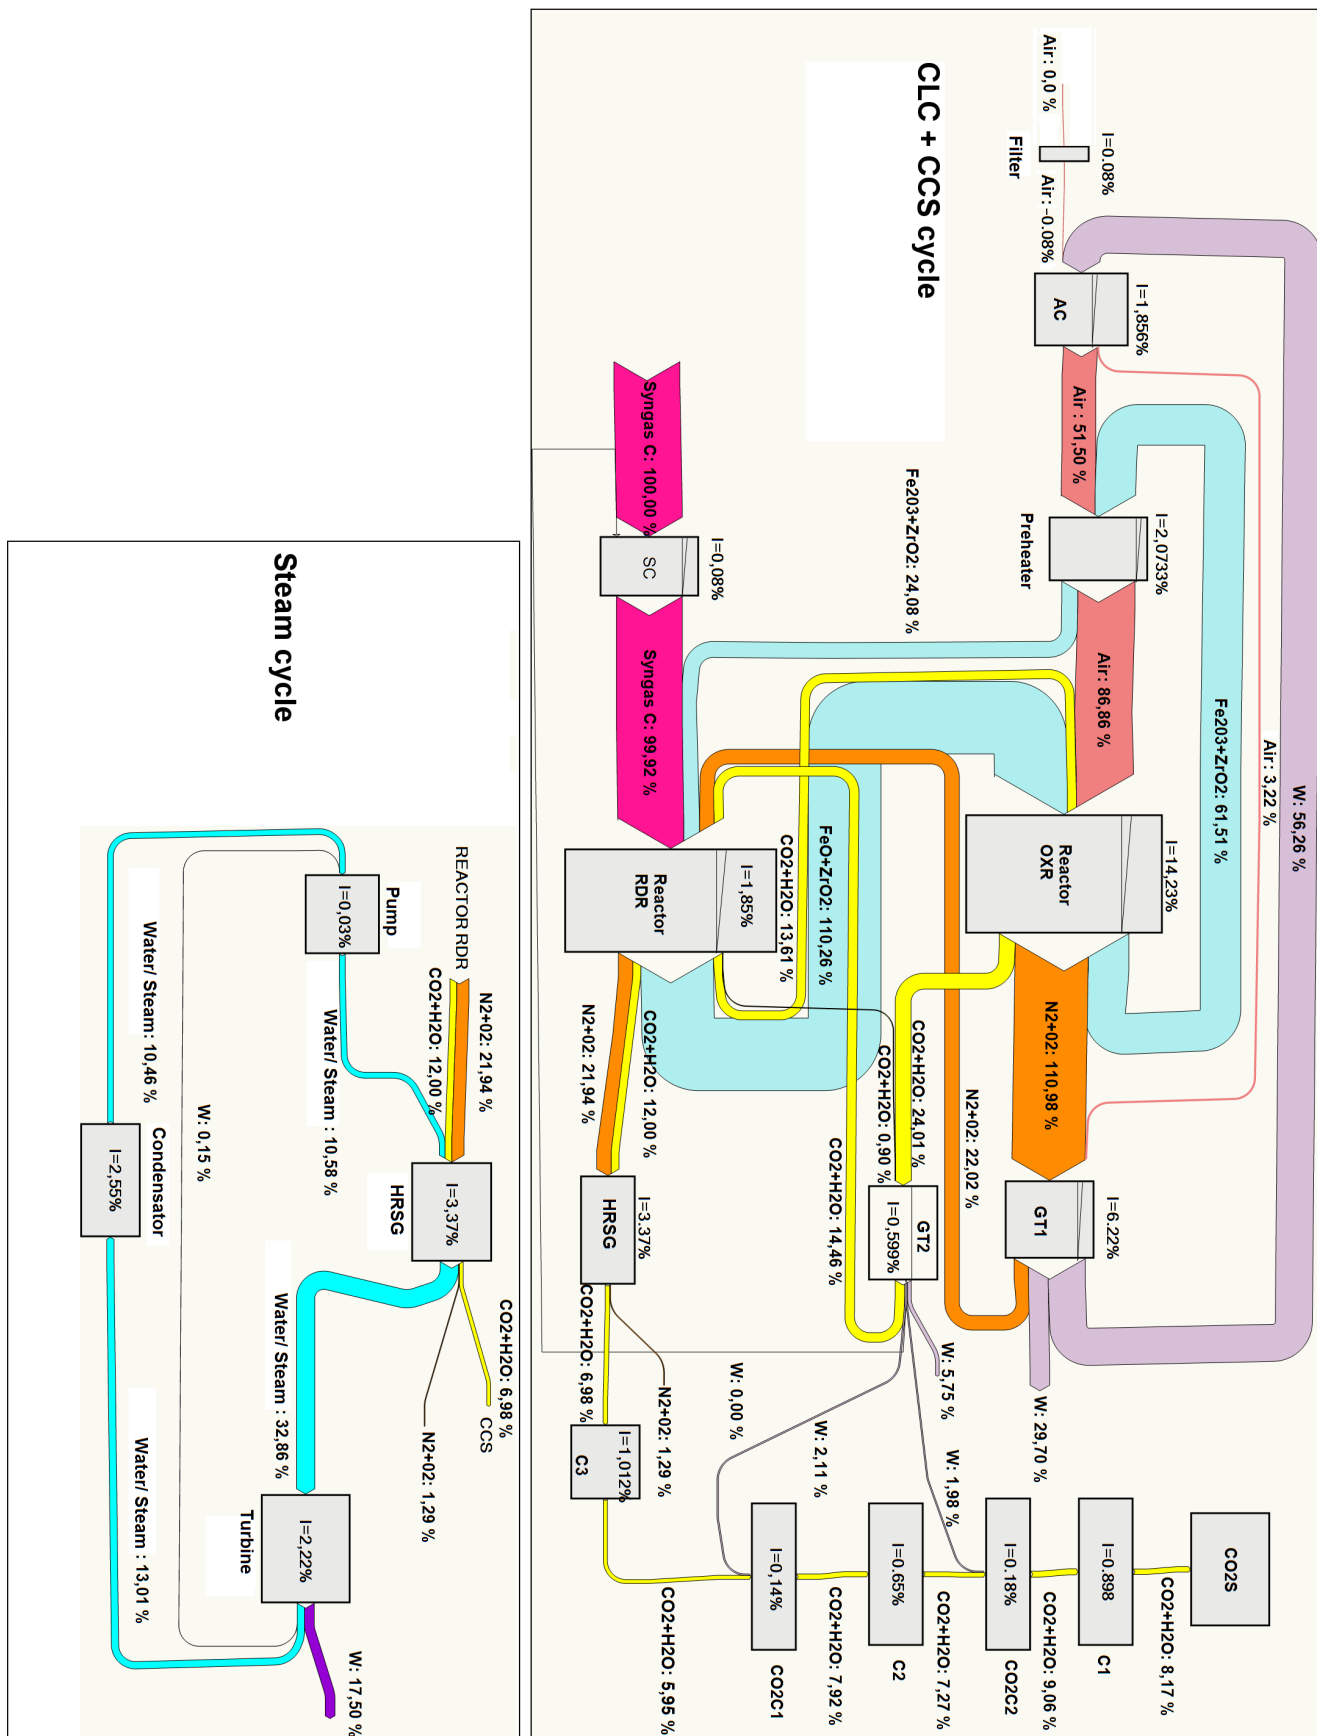 CLC + CCS cycle
Air: 0,0 %
I=0.08%
Filter
Air: -0.08%
I=1,856%
AC
Air : 51,50 %
I=2,0733%
Preheater
Air: 86,86 %
Fe203+ZrO2: 61,51 %
Air: 3,22 %
W: 56,26 %
Fe203+ZrO2: 24,08 %
Syngas C: 100,00 %
I=0,08%
SC
Syngas C: 99,92 %
I=14,23%
Reactor
OXR
N2+02: 110,98 %
I=6.22%
GT1
W: 29,70 %
FeO+ZrO2: 110,26 %
CO2+H2O: 13,61 %
I=1,85%
Reactor
RDR
CO2+H2O: 24,01 %
CO2+H2O: 0,90 %
N2+02: 22,02 %
CO2+H2O: 14,46 %
GT2
I=0,599%
W: 5,75 %
CO2+H2O: 12,00 %
N2+02: 21,94 %
I=3.37%
HRSG
CO2+H2O: 6,98 %
N2+02: 1,29 %
W: 0,00 %
W: 2,11 %
W: 1,98 %
I=1,012%
C3
CO2+H2O: 5,95 %
I=0,14%
CO2C1
CO2+H2O: 7,92 %
I=0.65%
C2
CO2+H2O: 7,27 %
I=0.18%
CO2C2
CO2+H2O: 9,06 %
I=0.898
C1
CO2+H2O: 8,17 %
CO2S
Steam cycle
REACTOR RDR
N2+02: 21,94 %
CO2+H2O: 12,00 %
Pump
I=0,03%
Water/ Steam : 10,58 %
Water/ Steam: 10,46 %
W: 0,15 %
Condensator
I=2,55%
I=3,37%
HRSG
CO2+H2O: 6,98 %
CCS
N2+02: 1,29 %
Water/ Steam : 32,86 %
Water/ Steam : 13,01 %
I=2,22%
Turbine
W: 17,50 %